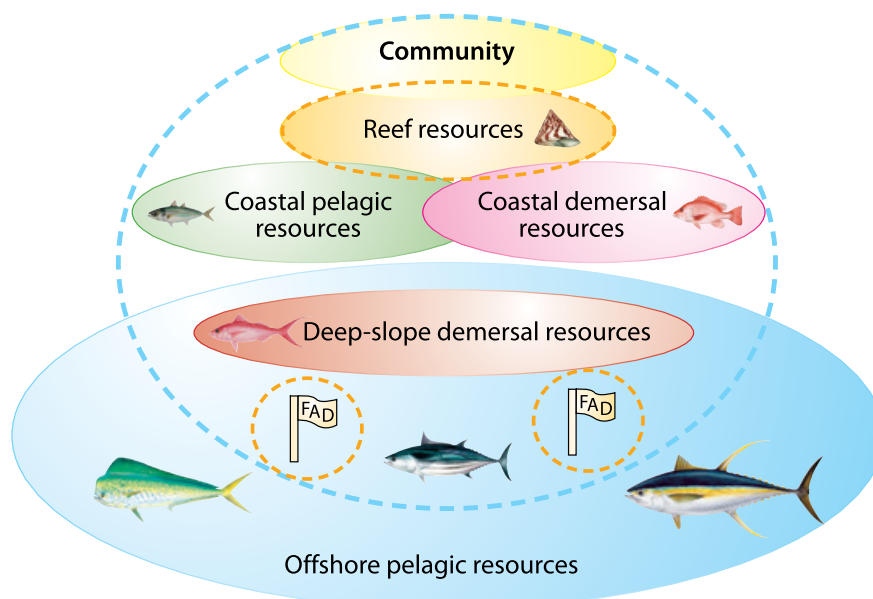 Community
Reef resources
Coastal pelagic
resources
Coastal demersal
resources
Deep-slope demersal resources
FAD
FAD
Offshore pelagic resources